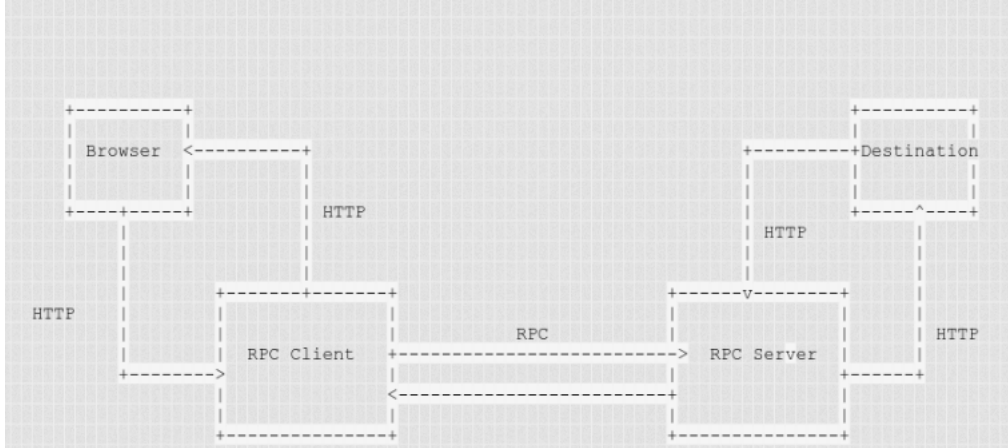 Browser
Destination
HTTP
HTTP
HTTP
RPC
HTTP
RPC Client
RPC Server